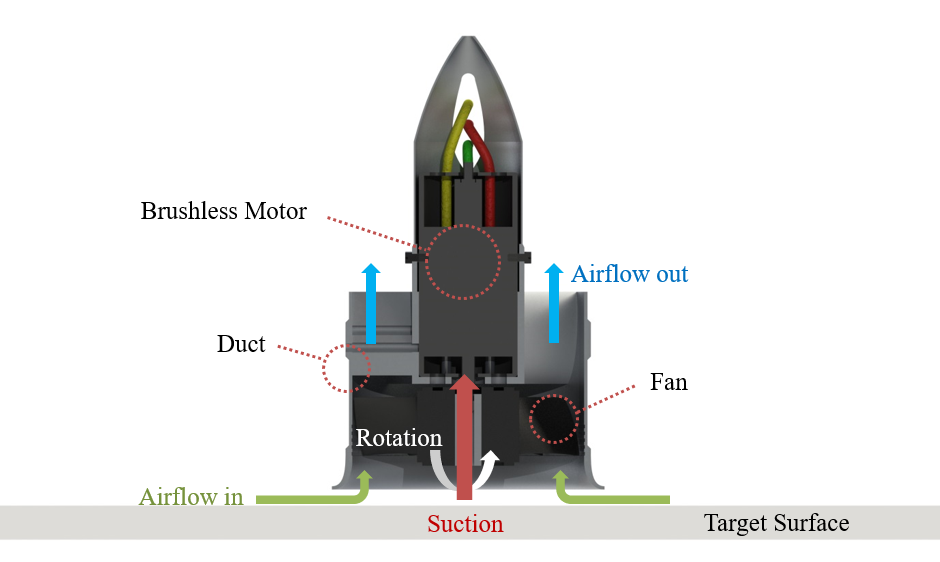 Brushless Motor
Airflow out
Duct
Fan
Rotation
Airflow in
Suction
Target Surface